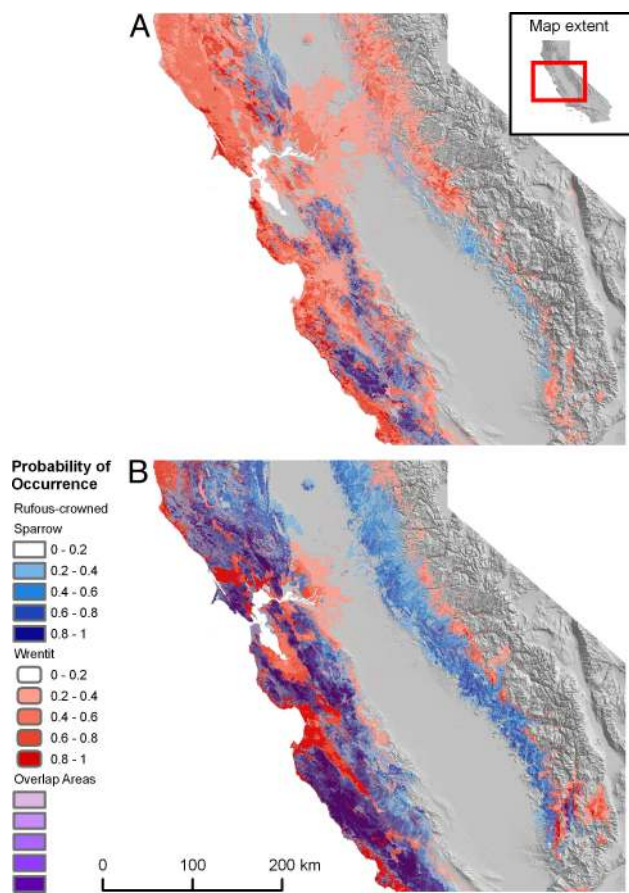 A
Map extent
B
Probability of
Occurrence
Rufous-crowned
Sparrow
0 - 0.2
0.2 - 0.4
0.4 - 0.6
0.6 - 0.8
0.8 - 1
Wrentit
0 - 0.2
0.2 - 0.4
0.4 - 0.6
0.6 - 0.8
0.8 - 1
Overlap Areas
0 100 200 km